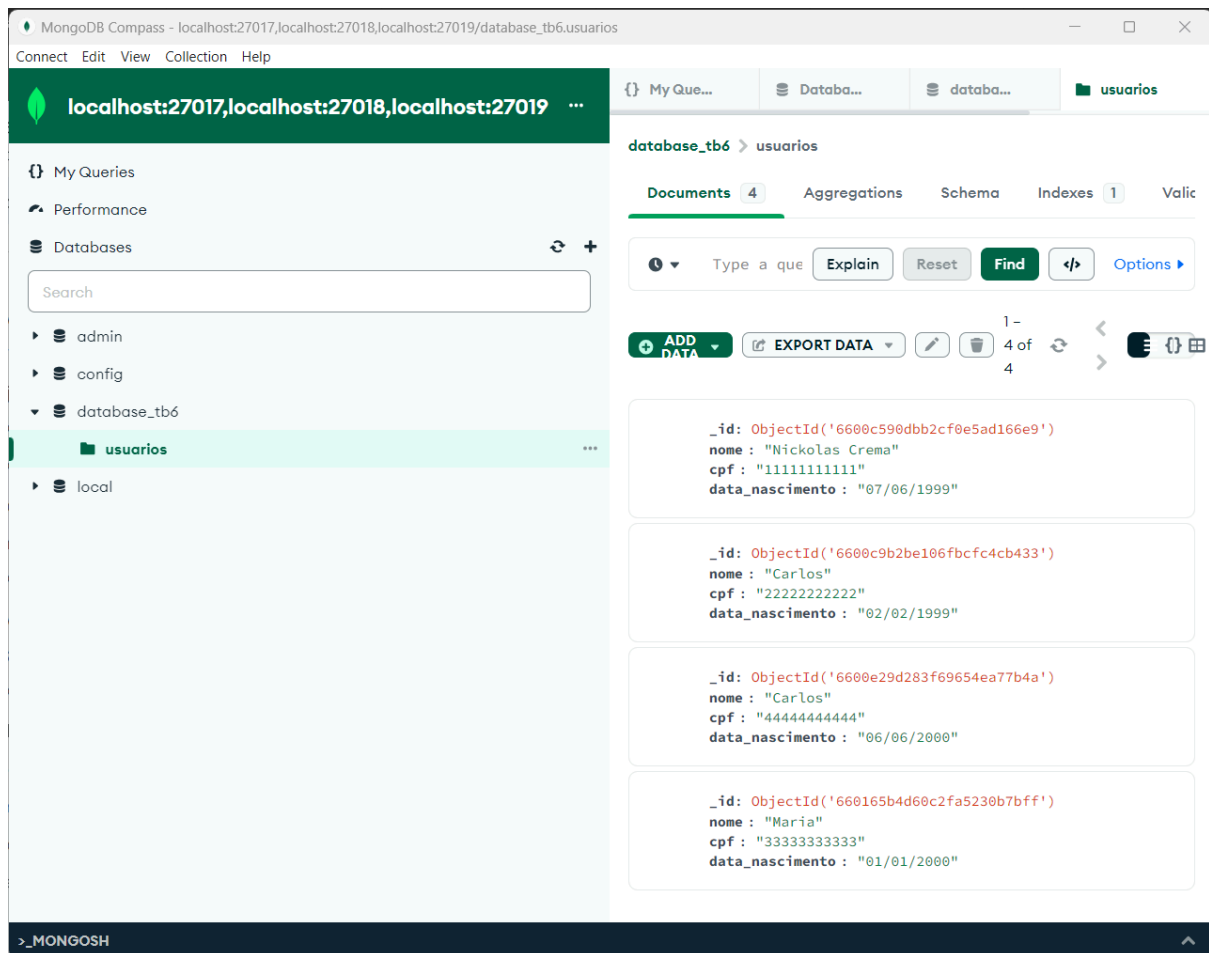 MongoDB Compass - localhost:27017,localhost:27018,localhost:27019/database_tb6.usuarios
Connect Edit View Collection Help
localhost:27017,localhost:27018,localhost:27019 ...
{} My Queries
Performance
Databases
Search
admin
config
database_tb6
usuarios
local
{} My Que...
Databa...
databa...
usuarios
database_tb6 > usuarios
Documents 4 Aggregations Schema Indexes 1 Valid
Type a que Explain Reset Find </> Options
ADD DATA EXPORT DATA 1 – 4 of 4 {}
_id: ObjectId('6600c590dbb2cf0e5ad166e9')
nome : "Nickolas Crema"
cpf : "11111111111"
data_nascimento : "07/06/1999"
_id: ObjectId('6600c9b2be106fbcfc4cb433')
nome : "Carlos"
cpf : "22222222222"
data_nascimento : "02/02/1999"
_id: ObjectId('6600e29d283f69654ea77b4a')
nome : "Carlos"
cpf : "44444444444"
data_nascimento : "06/06/2000"
_id: ObjectId('660165b4d60c2fa5230b7bff')
nome : "Maria"
cpf : "33333333333"
data_nascimento : "01/01/2000"
>_MONGOSH